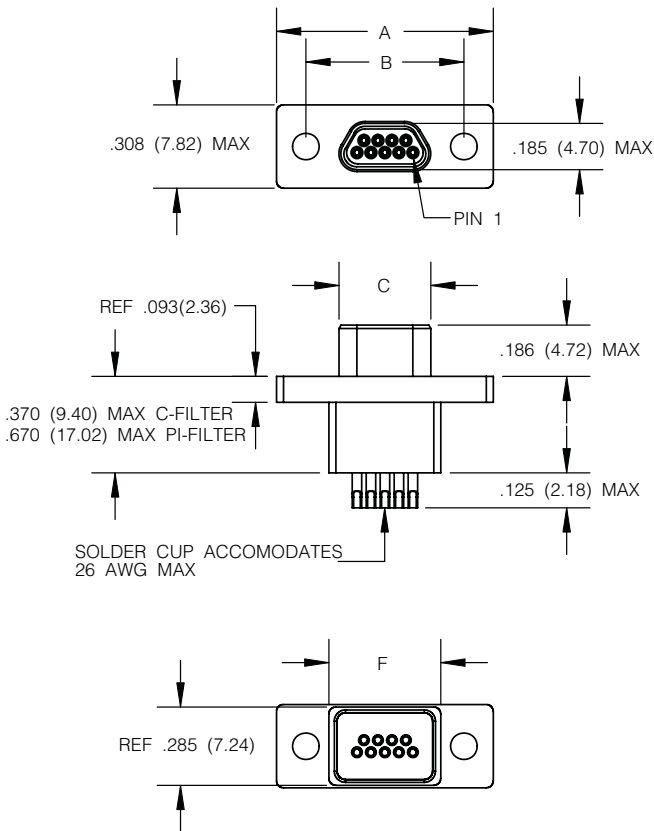 A
B
.308 (7.82) MAX
.185 (4.70) MAX
PIN 1
C
REF .093(2.36)
.186 (4.72) MAX
.370 (9.40) MAX C-FILTER
.670 (17.02) MAX PI-FILTER
.125 (2.18) MAX
SOLDER CUP ACCOMODATES
26 AWG MAX
F
REF .285 (7.24)